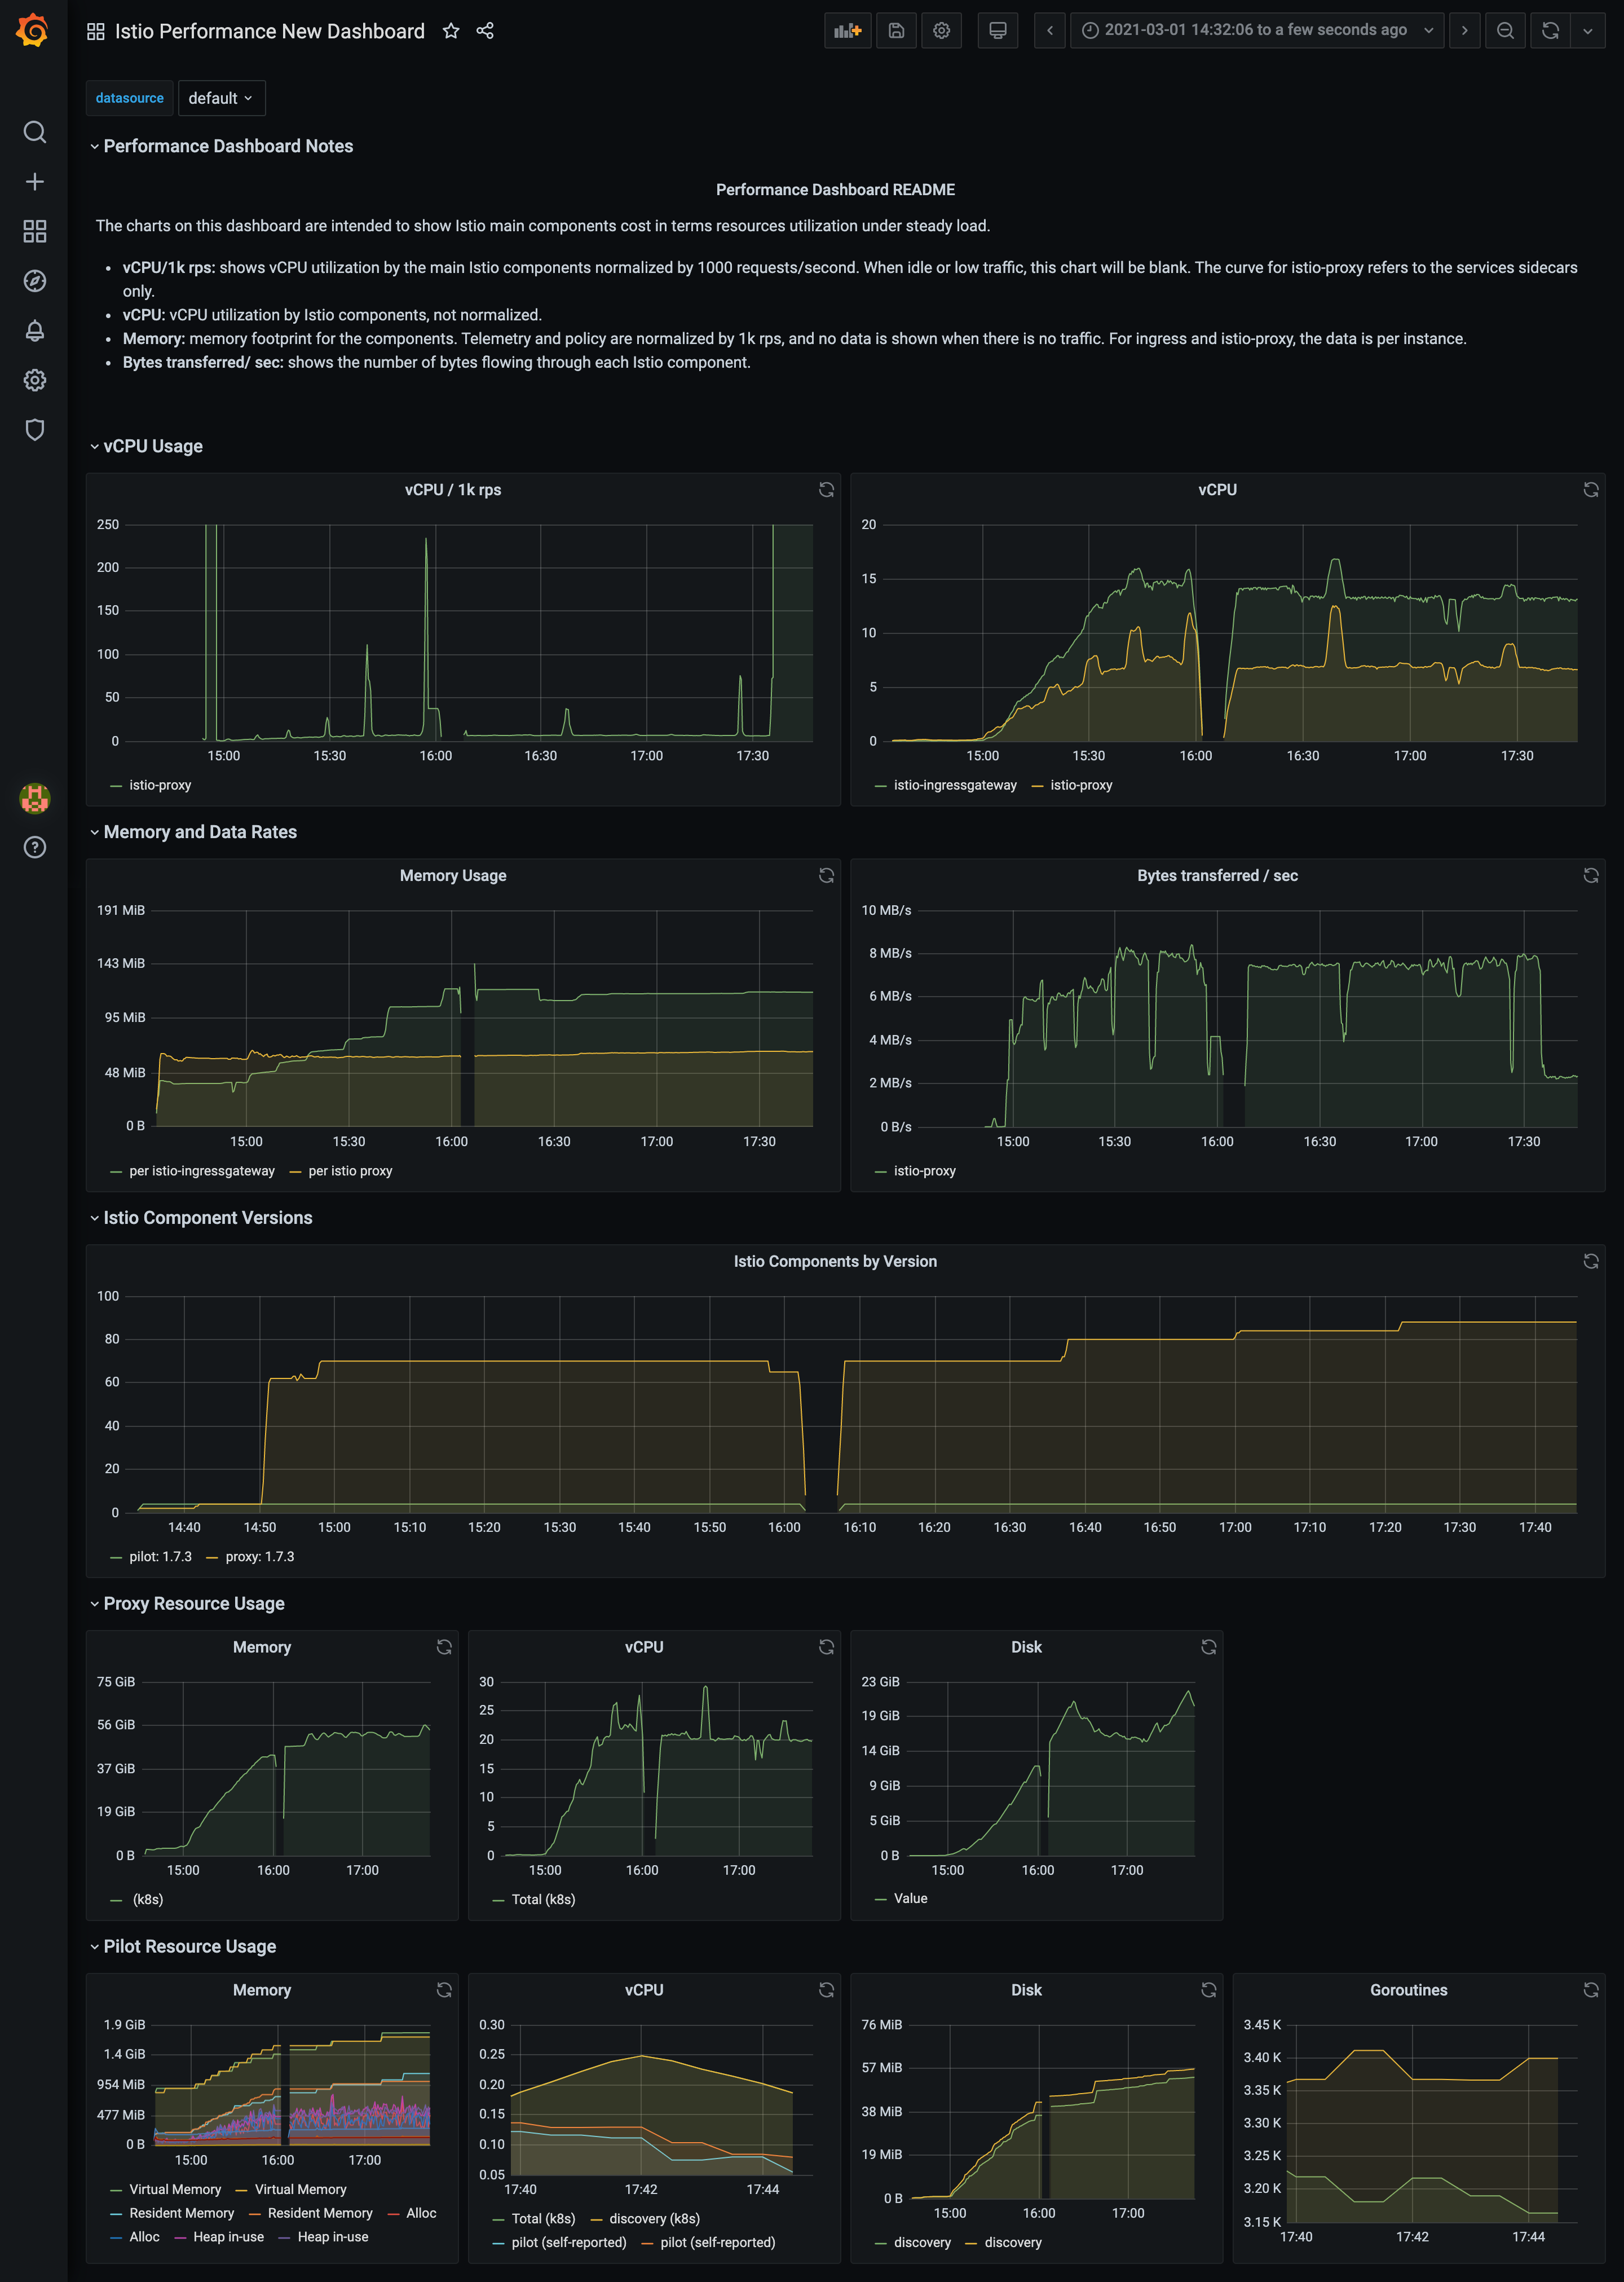 Istio Performance New Dashboard
2021-03-01 14:32:06 to a few seconds ago
datasource default
Performance Dashboard Notes
Performance Dashboard README
The charts on this dashboard are intended to show Istio main components cost in terms resources utilization under steady load.
• vCPU/1k rps: shows vCPU utilization by the main Istio components normalized by 1000 requests/second. When idle or low traffic, this chart will be blank. The curve for istio-proxy refers to the services sidecars
only.
• vCPU: vCPU utilization by Istio components, not normalized.
• Memory: memory footprint for the components. Telemetry and policy are normalized by 1k rps, and no data is shown when there is no traffic. For ingress and istio-proxy, the data is per instance.
• Bytes transferred/ sec: shows the number of bytes flowing through each Istio component.
vCPU Usage
vCPU / 1k rps
250
200
150
100
50
0
15:00 15:30 16:00 16:30 17:00 17:30
istio-proxy
vCPU
20
15
10
5
0
15:00 15:30 16:00 16:30 17:00 17:30
istio-ingressgateway istio-proxy
Memory and Data Rates
Memory Usage
191 MiB
143 MiB
95 MiB
48 MiB
0 B
15:00 15:30 16:00 16:30 17:00 17:30
per istio-ingressgateway per istio proxy
Bytes transferred / sec
10 MB/s
8 MB/s
6 MB/s
4 MB/s
2 MB/s
0 B/s
15:00 15:30 16:00 16:30 17:00 17:30
istio-proxy
Istio Component Versions
Istio Components by Version
100
80
60
40
20
0
14:40 14:50 15:00 15:10 15:20 15:30 15:40 15:50 16:00 16:10 16:20 16:30 16:40 16:50 17:00 17:10 17:20 17:30 17:40
pilot: 1.7.3 proxy: 1.7.3
Proxy Resource Usage
Memory
75 GiB
56 GiB
37 GiB
19 GiB
0 B
15:00 16:00 17:00
(k8s)
vCPU
30
25
20
15
10
5
0
15:00 16:00 17:00
Total (k8s)
Disk
23 GiB
19 GiB
14 GiB
9 GiB
5 GiB
0 B
15:00 16:00 17:00
Value
Pilot Resource Usage
Memory
1.9 GiB
1.4 GiB
954 MiB
477 MiB
0 B
15:00 16:00 17:00
Virtual Memory Virtual Memory
Resident Memory Resident Memory Alloc
Alloc Heap in-use Heap in-use
vCPU
0.30
0.25
0.20
0.15
0.10
0.05
17:40 17:42 17:44
Total (k8s) discovery (k8s)
pilot (self-reported) pilot (self-reported)
Disk
76 MiB
57 MiB
38 MiB
19 MiB
0 B
15:00 16:00 17:00
discovery discovery
Goroutines
3.45 K
3.40 K
3.35 K
3.30 K
3.25 K
3.20 K
3.15 K
17:40 17:42 17:44